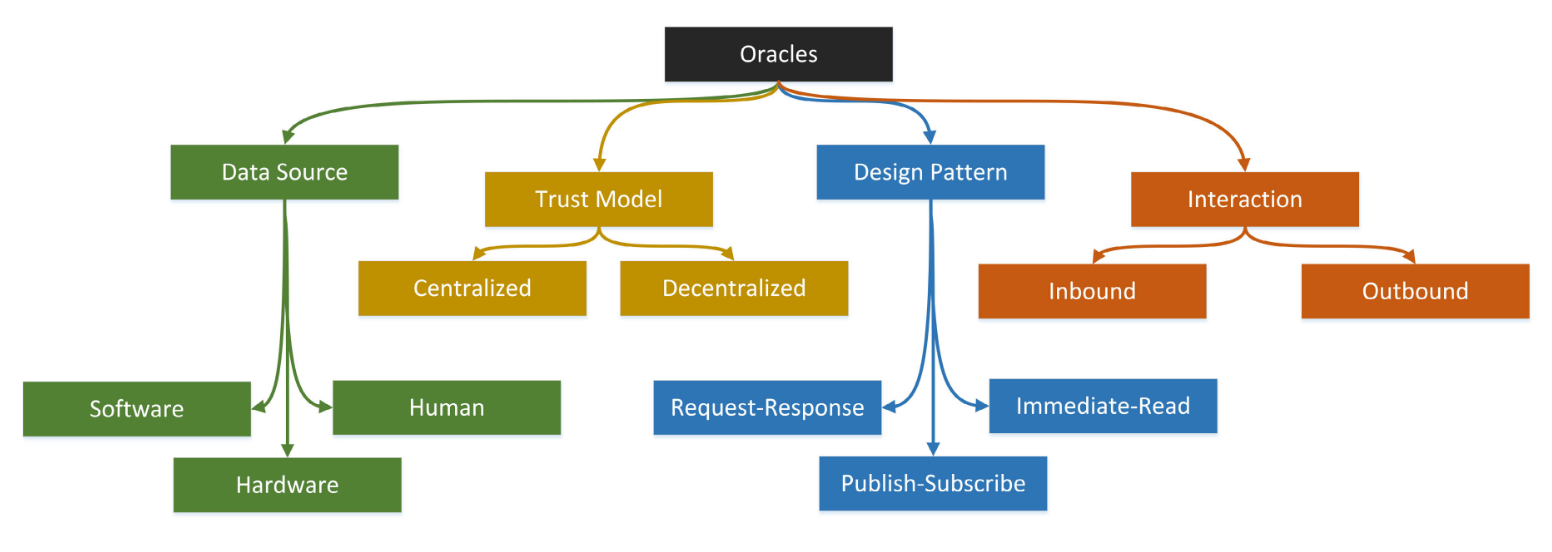 Oracles
Data Source
Trust Model
Design Pattern
Interaction
Centralized
Decentralized
Inbound
Outbound
Software
Human
Request-Response
Immediate-Read
Hardware
Publish-Subscribe